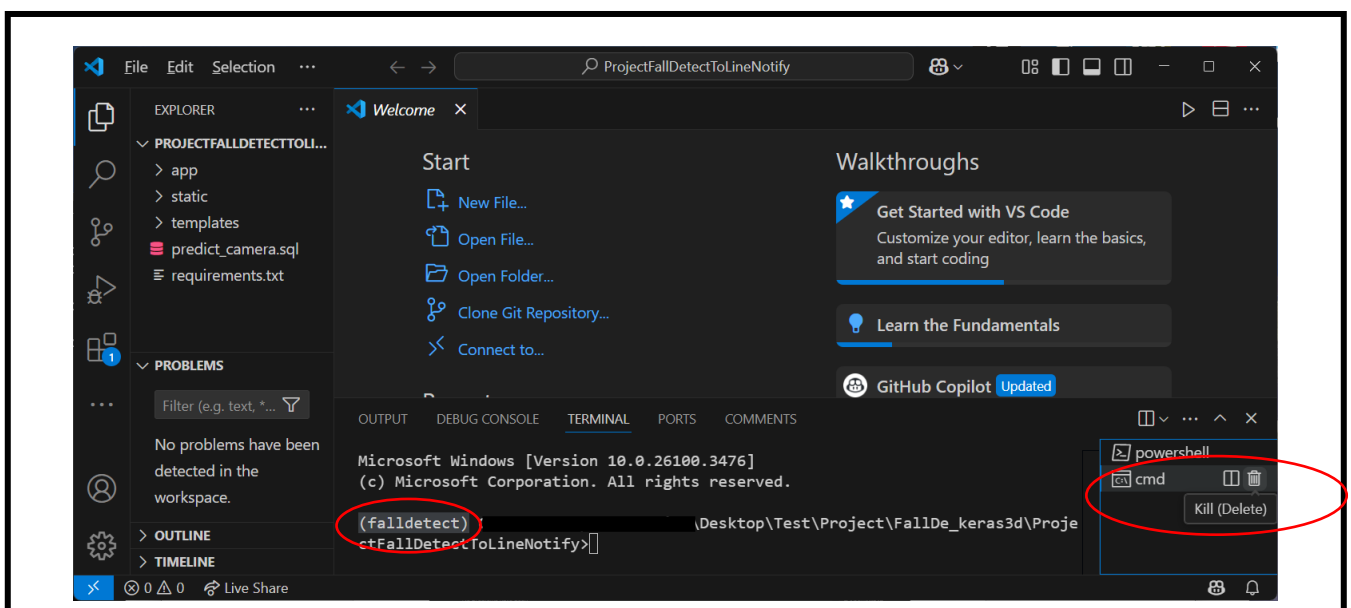 File Edit Selection ...
ProjectFallDetectToLineNotify
EXPLORER ...
PROJECTFALLDETECTTOLI...
app
static
templates
predict_camera.sql
requirements.txt
1
PROBLEMS
Filter (e.g. text, *...
No problems have been
detected in the
workspace.
OUTLINE
TIMELINE
Welcome
Start
New File...
Open File...
Open Folder...
Clone Git Repository...
Connect to...
Walkthroughs
Get Started with VS Code
Customize your editor, learn the basics,
and start coding
Learn the Fundamentals
GitHub Copilot Updated
OUTPUT DEBUG CONSOLE TERMINAL PORTS COMMENTS
Microsoft Windows [Version 10.0.26100.3476]
(c) Microsoft Corporation. All rights reserved.
(falldetect) \Desktop\Test\Project\FallDe_keras3d\Proje
ctFallDetectToLineNotify>
powershell
cmd
Kill (Delete)
0 0 Live Share